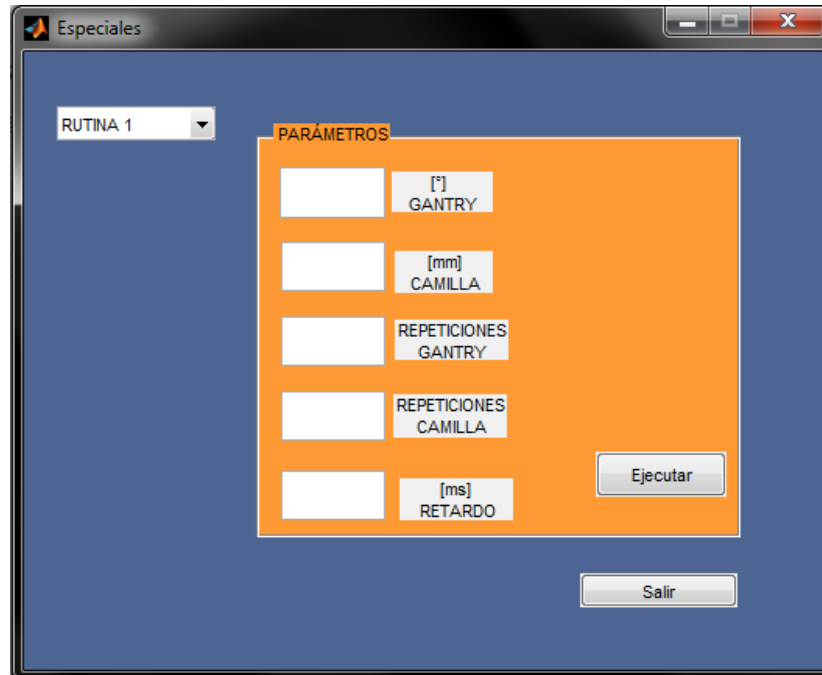 Especiales
RUTINA 1
PARÁMETROS
[°]
GANTRY
[mm]
CAMILLA
REPETICIONES
GANTRY
REPETICIONES
CAMILLA
[ms]
RETARDO
Ejecutar
Salir